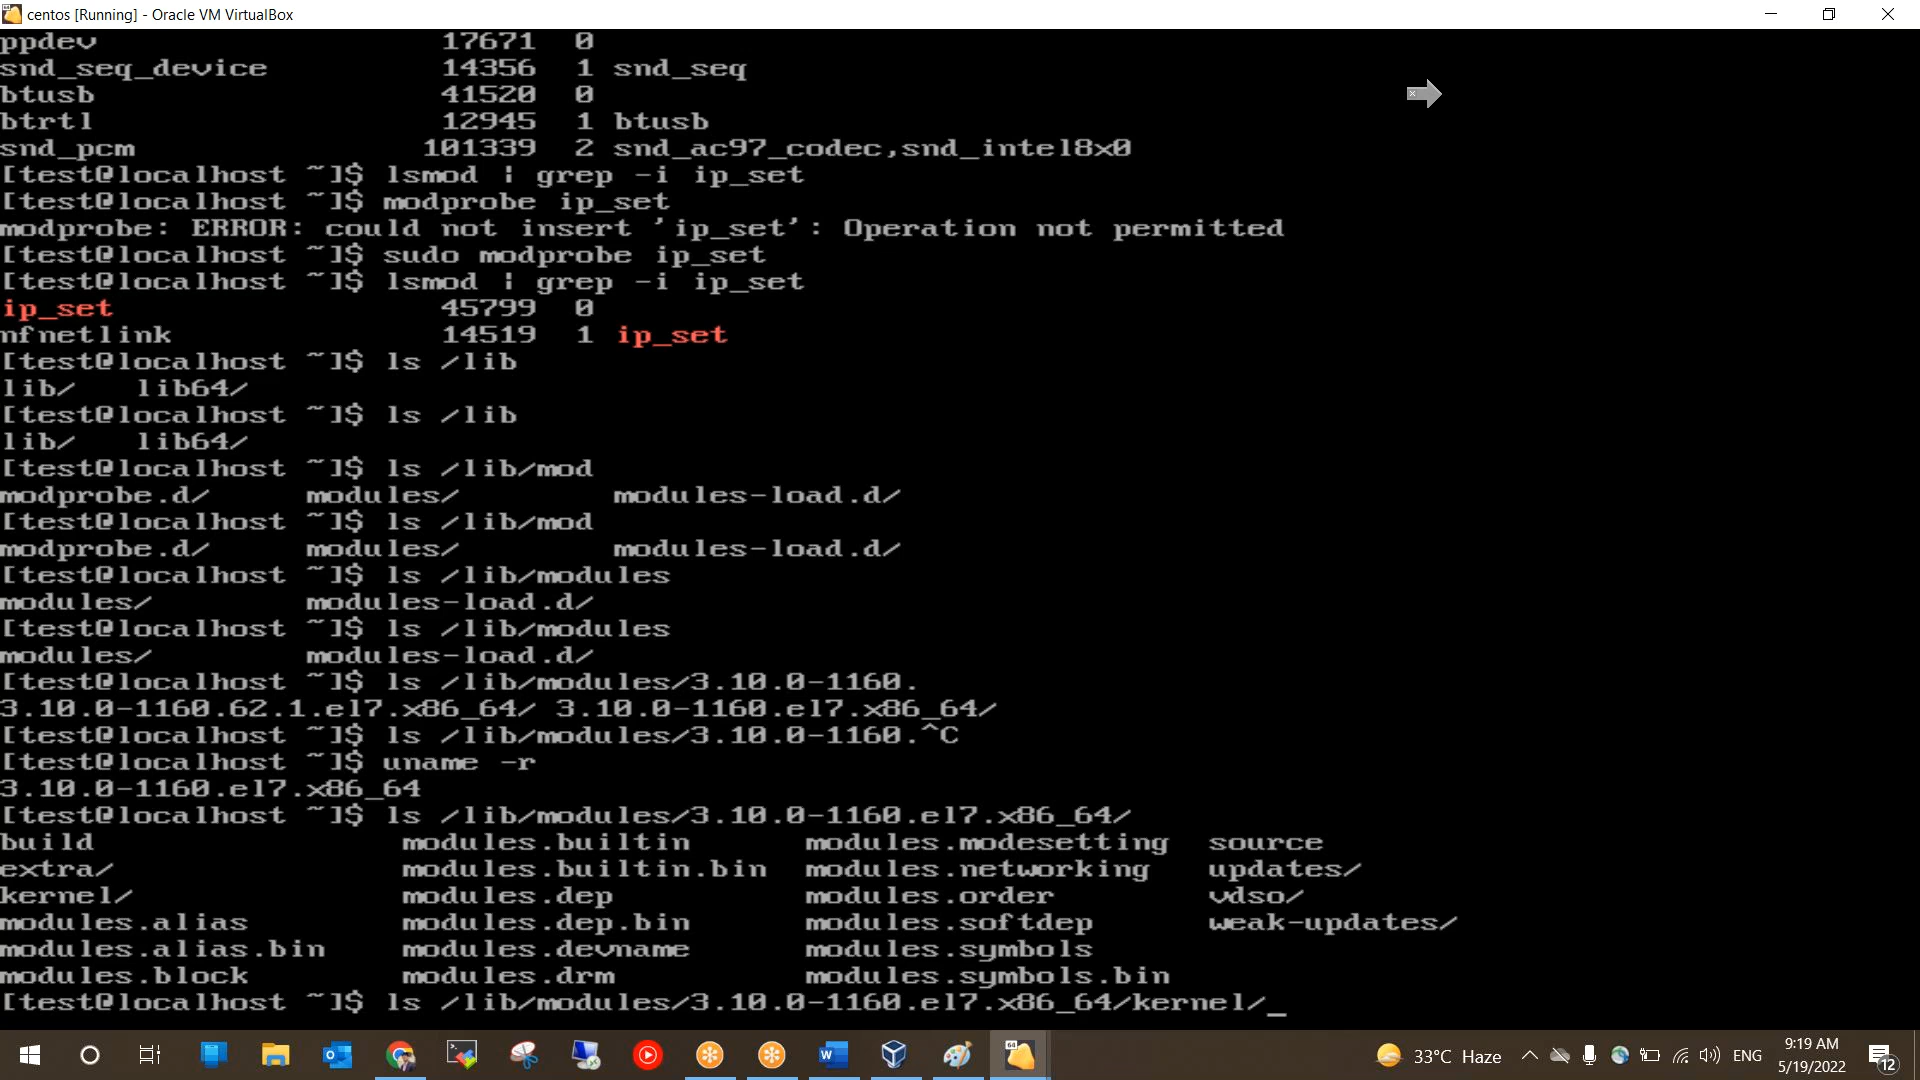 centos [Running] - Oracle VM VirtualBox
ppdev 17671 0
snd_seq_device 14356 1 snd_seq
btusb 41520 0
btrtl 12945 1 btusb
snd_pcm 101339 2 snd_ac97_codec,snd_intel8x0
[test@localhost ~]$ lsmod | grep -i ip_set
[test@localhost ~]$ modprobe ip_set
modprobe: ERROR: could not insert 'ip_set': Operation not permitted
[test@localhost ~]$ sudo modprobe ip_set
[test@localhost ~]$ lsmod | grep -i ip_set
ip_set 45799 0
nfnetlink 14519 1 ip_set
[test@localhost ~]$ ls /lib
lib/ lib64/
[test@localhost ~]$ ls /lib
lib/ lib64/
[test@localhost ~]$ ls /lib/mod
modprobe.d/ modules/ modules-load.d/
[test@localhost ~]$ ls /lib/mod
modprobe.d/ modules/ modules-load.d/
[test@localhost ~]$ ls /lib/modules
modules/ modules-load.d/
[test@localhost ~]$ ls /lib/modules
modules/ modules-load.d/
[test@localhost ~]$ ls /lib/modules/3.10.0-1160.
3.10.0-1160.62.1.el7.x86_64/ 3.10.0-1160.el7.x86_64/
[test@localhost ~]$ ls /lib/modules/3.10.0-1160.^C
[test@localhost ~]$ uname -r
3.10.0-1160.el7.x86_64
[test@localhost ~]$ ls /lib/modules/3.10.0-1160.el7.x86_64/
build modules.builtin modules.modesetting source
extra/ modules.builtin.bin modules.networking updates/
kernel/ modules.dep modules.order vdso/
modules.alias modules.dep.bin modules.softdep weak-updates/
modules.alias.bin modules.devname modules.symbols
modules.block modules.drm modules.symbols.bin
[test@localhost ~]$ ls /lib/modules/3.10.0-1160.el7.x86_64/kernel/_
33°C Haze ENG 9:19 AM
5/19/2022 12